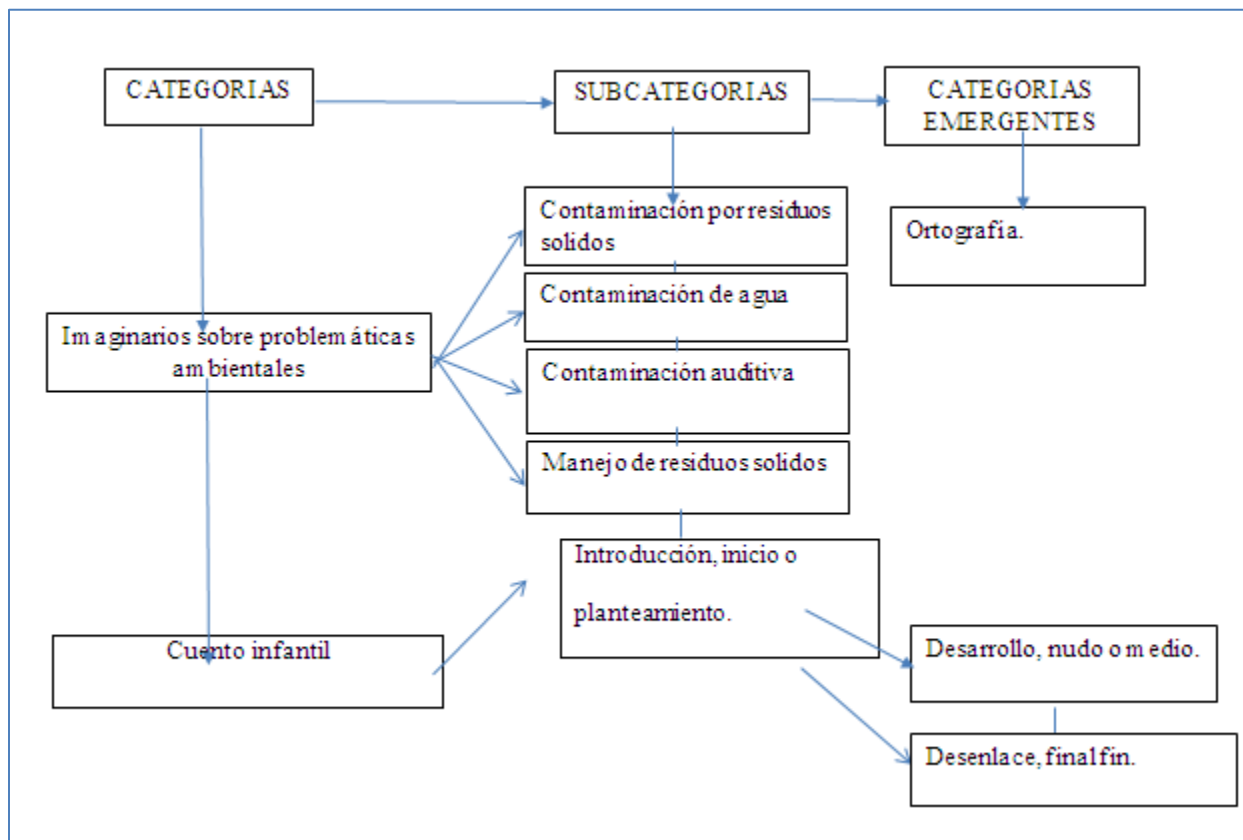 CATEGORIAS
SUBCATEGORIAS
CATEGORIAS
EMERGENTES
Contaminación por residuos
solidos
Ortografía.
Contaminación de agua
Imaginarios sobre problemáticas
ambientales
Contaminación auditiva
Manejo de residuos solidos
Introducción, inicio o
planteamiento.
Cuento infantil
Desarrollo, nudo o medio.
Desenlace, final fin.